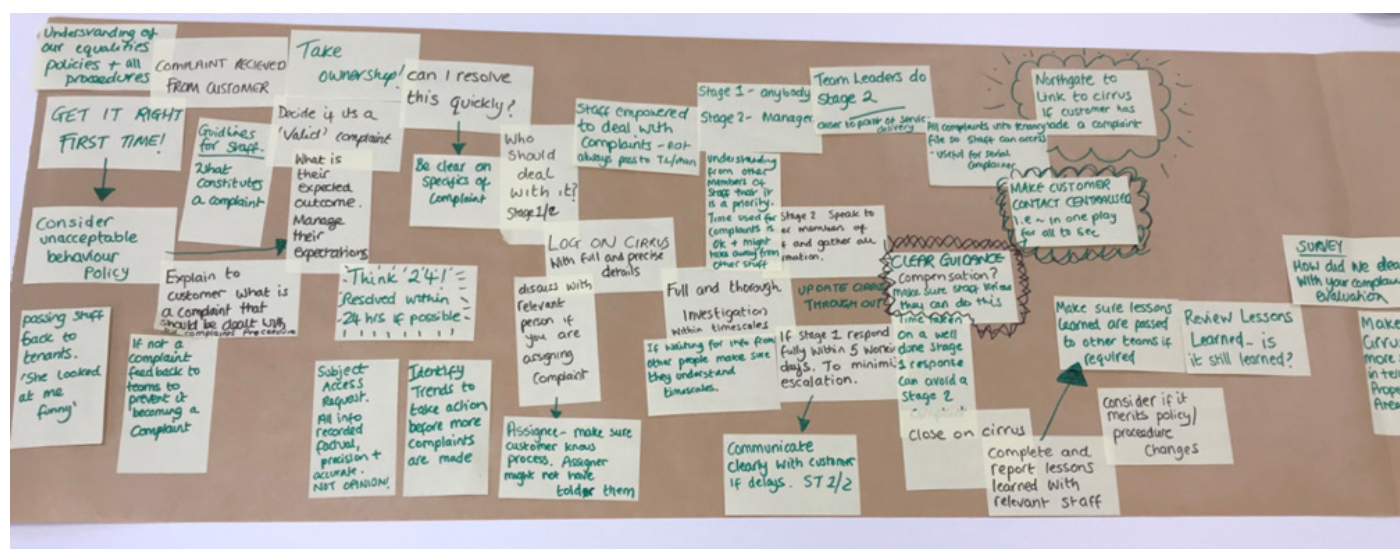 Understanding of
our equalities
policies + all
procedures
COMPLAINT RECIEVED
FROM CUSTOMER
Take
ownership!
can I resolve
this quickly?
GET IT RIGHT
FIRST TIME!
Guidlines
for Staff.
What
constitutes
a complaint
Decide if its a
'Valid' complaint
What is
their
expected
outcome.
Manage
their
expectations
Be clear on
specifics of
Complaint
Who
should
deal
with it?
Stage 1/2
Consider
unacceptable
behaviour
Policy
Explain to
customer what is
a complaint that
should be dealt with
Think '24!'
Resolved within
24 hrs if possible
passing stuff
back to
tenants.
'She looked
at me
funny'
If not a
complaint
feedback to
teams to
prevent it
becoming a
Complaint
Subject
Access
Request.
All info
recorded
factual,
precision +
accurate.
NOT OPINION!
Identify
Trends to
take action
before more
complaints
are made
Staff empowered
to deal with
Complaints - not
always pass to TL/man
LOG ON CIRRUS
With full and precise
details
discuss with
relevant
person if
you are
assigning
Complaint
Assignee - make sure
customer knows
process. Assigner
might not have
told them
Stage 1 - anybody
Stage 2 - Manager
Team Leaders do
Stage 2
closer to point of service
delivery
Understanding
from other
members of
staff that it
is a priority.
Time used for
complaints is
ok + might
take away from
other stuff
Stage 2 Speak to
members of
and gather all
Full and thorough
Investigation
within timescales
If waiting for info from
other people make sure
they understand
timescales.
UPDATE
THROUGH OUT
If Stage 1 respond
fully within 5
days. To
escalation.
Communicate
clearly with customer
if delays. ST 2/2
All complaints into tenancy
file so staff can access
- useful for serial
complainer
Northgate to
Link to cirrus
If customer has
made a complaint
MAKE CUSTOMER
CONTACT CENTRALISED
i.e ~ in one play
for all to see
CLEAR GUIDANCE
Compensation?
make sure staff know
they can do this
Time taken
on a well
done stage
1 response
can avoid a
Stage 2
close on cirrus
Complete and
report lessons
learned with
relevant staff
Make sure lessons
learned are passed
to other teams if
required
Review Lessons
Learned ~ is
it still learned?
consider if it
merits policy/
procedure
changes
SURVEY
How did we
With your
evaluation